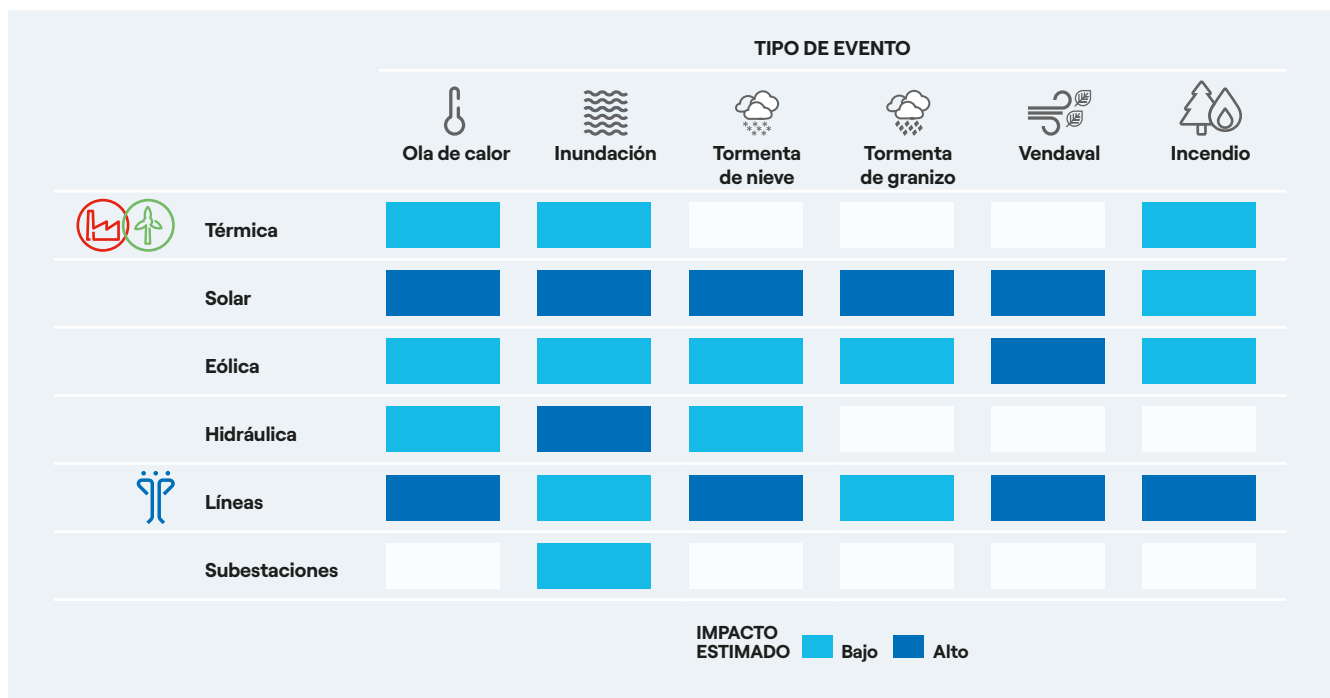 TIPO DE EVENTO
Ola de calor
Inundación
Tormenta
de nieve
Tormenta
de granizo
Vendaval
Incendio
Térmica
Solar
Eólica
Hidráulica
Líneas
Subestaciones
IMPACTO
ESTIMADO
Bajo
Alto